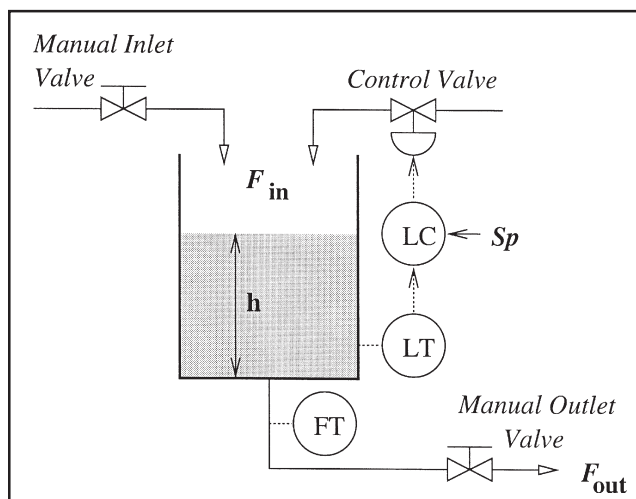 Manual Inlet
Valve
Control Valve
F in
LC
Sp
h
LT
FT
Manual Outlet
Valve
F out